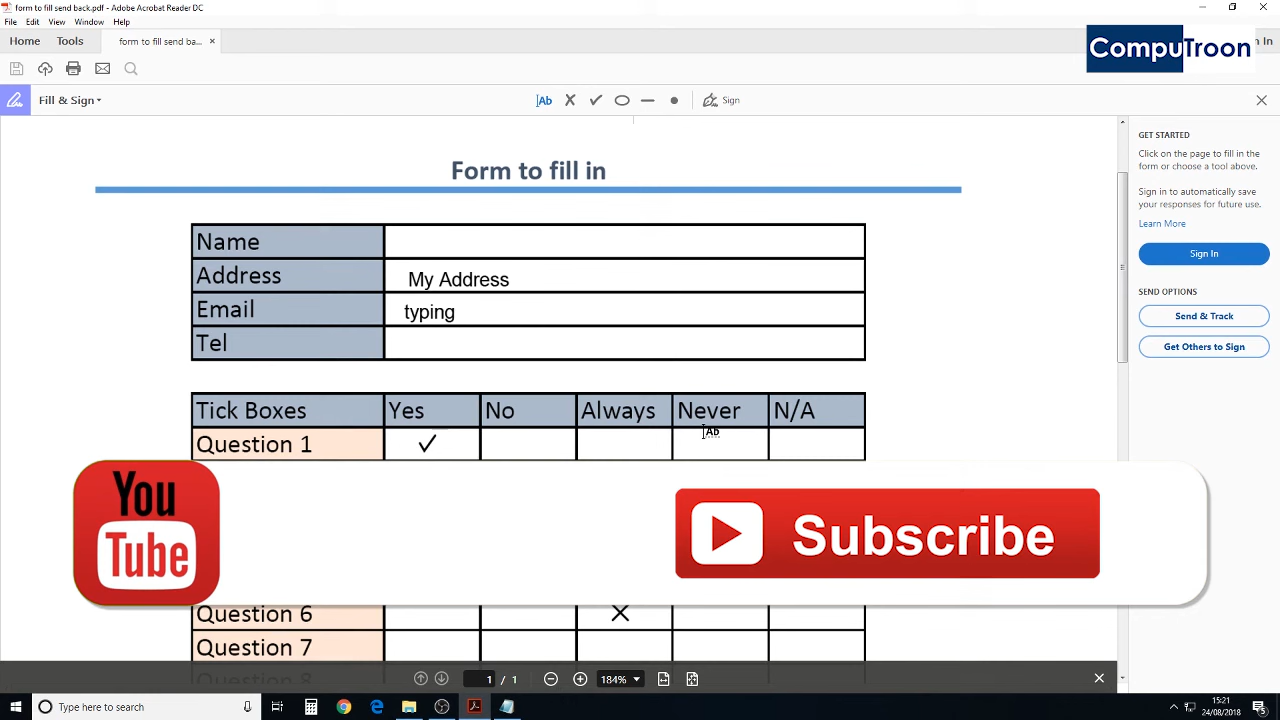 form to fill send back.pdf - Adobe Acrobat Reader DC
File Edit View Window Help
Home Tools form to fill send ba... × In
CompuTroon
Fill & Sign
Ab Sign
GET STARTED
Click on the page to fill in the
form or choose a tool above.
Sign in to automatically save
your responses for future use.
Learn More
Sign In
SEND OPTIONS
Send & Track
Get Others to Sign
Form to fill in
Name
Address My Address
Email typing
Tel
Tick Boxes Yes No Always Never N/A
Ab
Question 1 ✓
You
Tube
Subscribe
Question 6 ✕
Question 7
Question 8
1 / 1 184%
Type here to search
15:21
24/08/2018